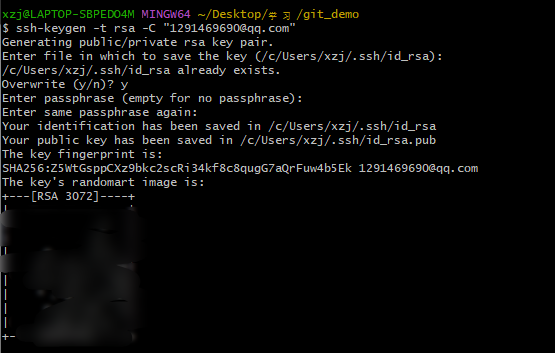 xzj@LAPTOP-SBPEDO4M MINGW64 ~/Desktop/学习/git_demo
$ ssh-keygen -t rsa -C "1291469690@qq.com"
Generating public/private rsa key pair.
Enter file in which to save the key (/c/Users/xzj/.ssh/id_rsa):
/c/Users/xzj/.ssh/id_rsa already exists.
Overwrite (y/n)? y
Enter passphrase (empty for no passphrase):
Enter same passphrase again:
Your identification has been saved in /c/Users/xzj/.ssh/id_rsa
Your public key has been saved in /c/Users/xzj/.ssh/id_rsa.pub
The key fingerprint is:
SHA256:Z5WtGsppCXz9bkc2scRi34kf8c8qugG7aQrFuw4b5Ek 1291469690@qq.com
The key's randomart image is:
+---[RSA 3072]----+